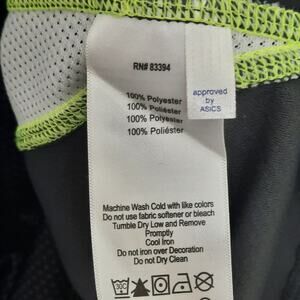 RN# 83394
100% Polyester
100% Poliéster
100% Polyester
100% Poliéster
approved
by
ASICS
Machine Wash Cold with like colors
Do not use fabric softener or bleach
Tumble Dry Low and Remove
Promptly
Cool Iron
Do not iron over Decoration
Do not Dry Clean
30C